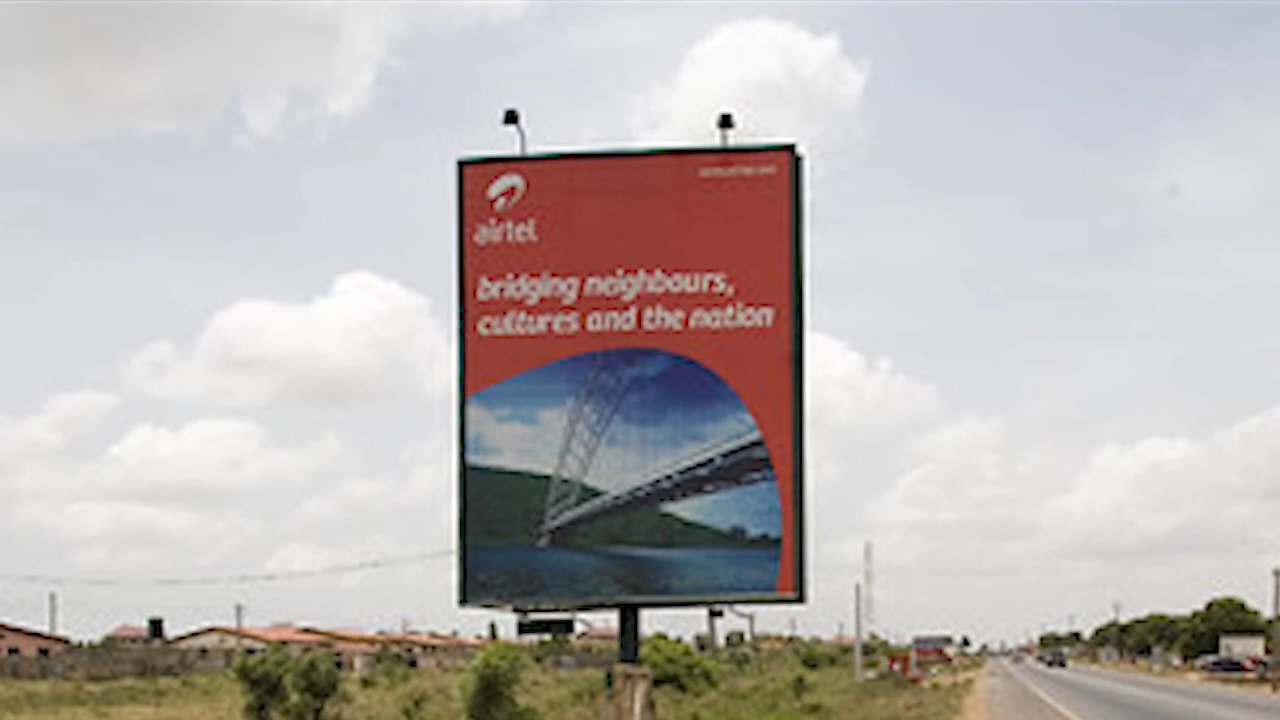 airtel
bridging neighbours,
cultures and the nation